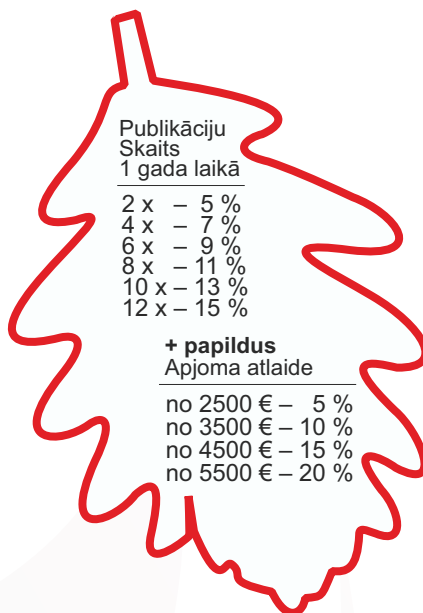 Publikāciju
Skaits
1 gada laikā
2 x – 5 %
4 x – 7 %
6 x – 9 %
8 x – 11 %
10 x – 13 %
12 x – 15 %
+ papildus
Apjoma atlaide
no 2500 € – 5 %
no 3500 € – 10 %
no 4500 € – 15 %
no 5500 € – 20 %